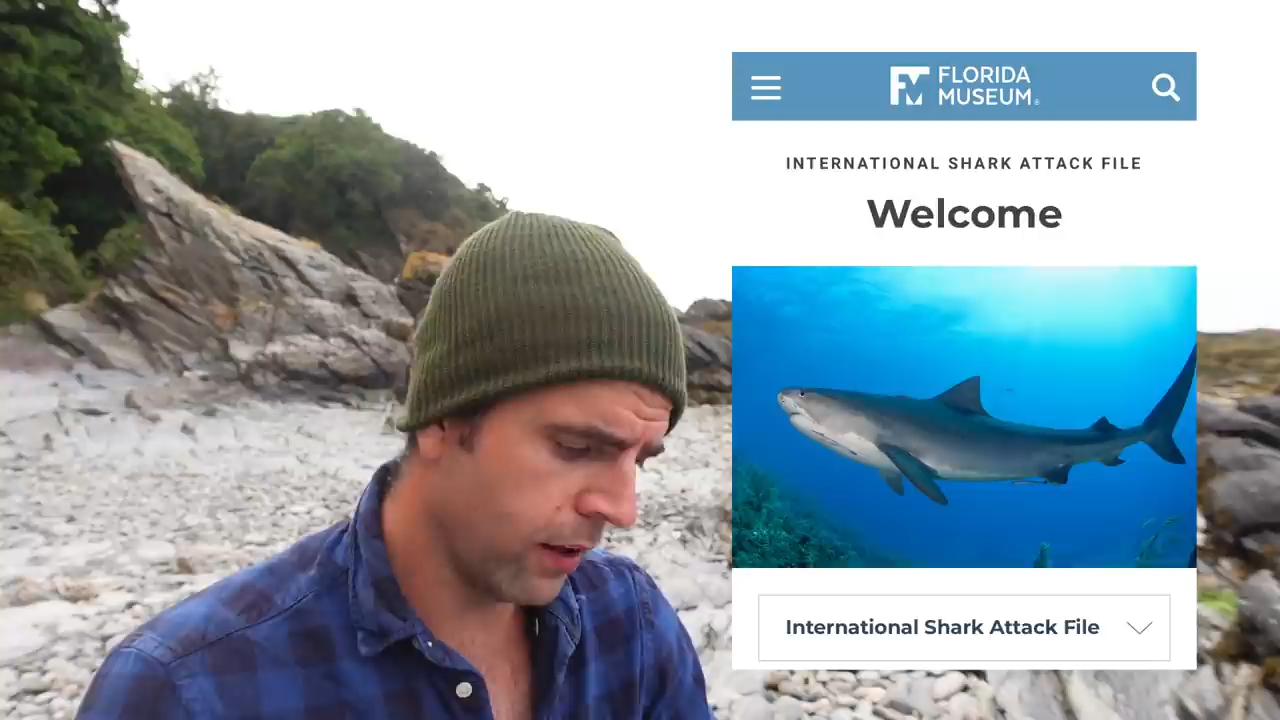 FLORIDA
MUSEUM®
INTERNATIONAL SHARK ATTACK FILE
Welcome
International Shark Attack File